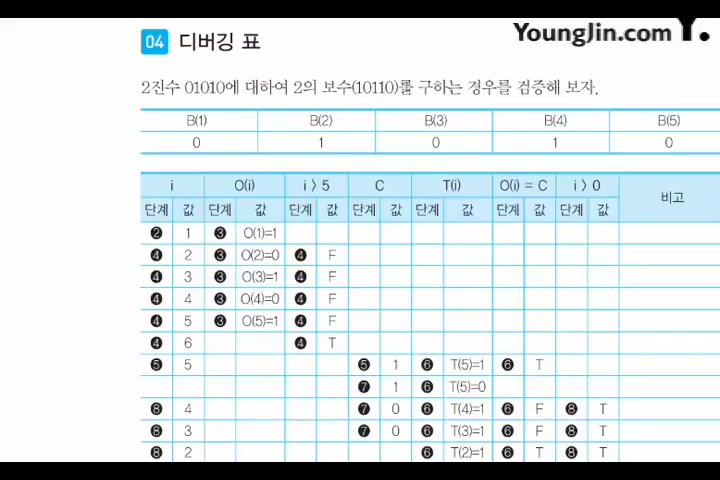 YoungJin.com Y.
04 디버깅 표
2진수 01010에 대하여 2의 보수(10110)를 구하는 경우를 검증해 보자.
B(1) B(2) B(3) B(4) B(5)
0 1 0 1 0
i O(i) i > 5 C T(i) O(i) = C i > 0 비고
단계 값 단계 값 단계 값 단계 값 단계 값 단계 값 단계 값
❷ 1 ❸ O(1)=1
❹ 2 ❸ O(2)=0 ❹ F
❹ 3 ❸ O(3)=1 ❹ F
❹ 4 ❸ O(4)=0 ❹ F
❹ 5 ❸ O(5)=1 ❹ F
❹ 6 ❹ T
❺ 5 ❺ 1 ❻ T(5)=1 ❻ T
❼ 1 ❻ T(5)=0
❽ 4 ❼ 0 ❻ T(4)=1 ❻ F ❽ T
❽ 3 ❼ 0 ❻ T(3)=1 ❻ F ❽ T
❽ 2 ❻ T(2)=1 ❻ T ❽ T